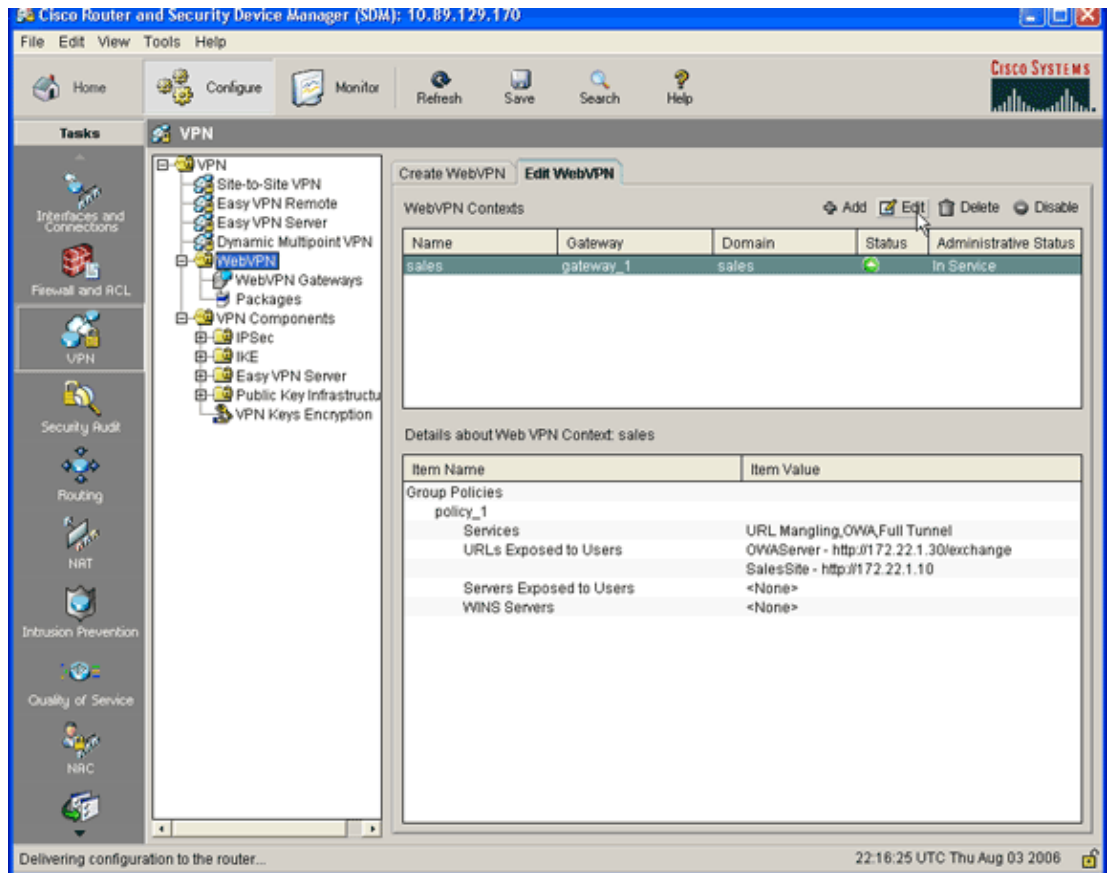 Cisco Router and Security Device Manager (SDM): 10.89.129.170
File Edit View Tools Help
Home Configure Monitor Refresh Save Search Help
CISCO SYSTEMS
Tasks
VPN
Interfaces and Connections
Firewall and ACL
VPN
Security Audit
Routing
NAT
Intrusion Prevention
Quality of Service
NAC
VPN
Site-to-Site VPN
Easy VPN Remote
Easy VPN Server
Dynamic Multipoint VPN
WebVPN
WebVPN Gateways
Packages
VPN Components
IPSec
IKE
Easy VPN Server
Public Key Infrastructu
VPN Keys Encryption
Create WebVPN Edit WebVPN
WebVPN Contexts Add Edit Delete Disable
Name Gateway Domain Status Administrative Status
sales gateway_1 sales In Service
Details about Web VPN Context: sales
Item Name Item Value
Group Policies
policy_1
Services URL Mangling,OWA,Full Tunnel
URLs Exposed to Users OWAServer - http://172.22.1.30/exchange
SalesSite - http://172.22.1.10
Servers Exposed to Users <None>
WINS Servers <None>
Delivering configuration to the router... 22:16:25 UTC Thu Aug 03 2006